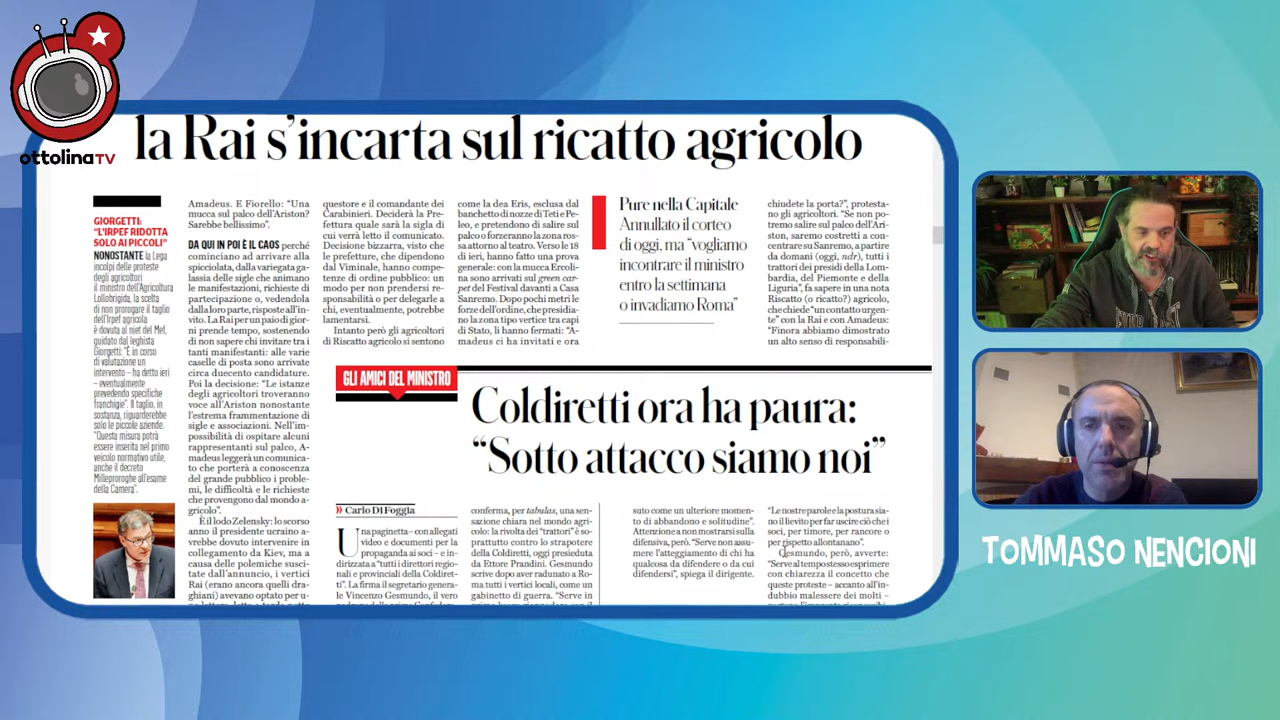 ottolinaTV
la Rai s'incarta sul ricatto agricolo
GIORGETTI:
"L'IRPEF RIDOTTA
SOLO AI PICCOLI"
NONOSTANTE la Lega
incolpi delle proteste
degli agricoltori
il ministro dell'Agricoltura
Lollobrigida, la scelta
di non prorogare il taglio
dell'Irpef agricola
è dovuta al niet del Mef,
guidato dal leghista
Giorgetti: "È in corso
di valutazione un
intervento – ha detto ieri
– eventualmente
prevedendo specifiche
franchigie". Il taglio, in
sostanza, riguarderebbe
solo le piccole aziende.
"Questa misura potrà
essere inserita nel primo
veicolo normativo utile,
anche il decreto
Milleproroghe all'esame
della Camera".
Amadeus. E Fiorello: "Una
mucca sul palco dell'Ariston?
Sarebbe bellissimo".
DA QUI IN POI È IL CAOS perché
cominciano ad arrivare alla
spicciolata, dalla variegata ga-
lassia delle sigle che animano
le manifestazioni, richieste di
partecipazione o, vedendola
dalla loro parte, risposte all'in-
vito. La Rai per un paio di gior-
ni prende tempo, sostenendo
di non sapere chi invitare tra i
tanti manifestanti: alle varie
caselle di posta sono arrivate
circa duecento candidature.
Poi la decisione: "Le istanze
degli agricoltori troveranno
voce all'Ariston nonostante
l'estrema frammentazione di
sigle e associazioni. Nell'im-
possibilità di ospitare alcuni
rappresentanti sul palco, A-
madeus leggerà un comunica-
to che porterà a conoscenza
del grande pubblico i proble-
mi, le difficoltà e le richieste
che provengono dal mondo a-
gricolo".
È il lodo Zelensky: lo scorso
anno il presidente ucraino a-
vrebbe dovuto intervenire in
collegamento da Kiev, ma a
causa delle polemiche susci-
tate dall'annuncio, i vertici
Rai (erano ancora quelli dra-
ghiani) avevano optato per u-
questore e il comandante dei
Carabinieri. Deciderà la Pre-
fettura quale sarà la sigla di
cui verrà letto il comunicato.
Decisione bizzarra, visto che
le prefetture, che dipendono
dal Viminale, hanno compe-
tenze di ordine pubblico: un
modo per non prendersi re-
sponsabilità o per delegarle a
chi, eventualmente, potrebbe
lamentarsi.
Intanto però gli agricoltori
di Riscatto agricolo si sentono
come la dea Eris, esclusa dal
banchetto di nozze di Teti e Pe-
leo, e pretendono di salire sul
palco o forzeranno la zona ros-
sa attorno al teatro. Verso le 18
di ieri, hanno fatto una prova
generale: con la mucca Ercoli-
na sono arrivati sul green car-
pet del Festival davanti a Casa
Sanremo. Dopo pochi metri le
forze dell'ordine, che presidia-
no la zona tipo vertice tra capi
di Stato, li hanno fermati: "A-
madeus ci ha invitati e ora
Pure nella Capitale
Annullato il corteo
di oggi, ma "vogliamo
incontrare il ministro
entro la settimana
o invadiamo Roma"
chiudete la porta?", protesta-
no gli agricoltori. "Se non po-
tremo salire sul palco dell'Ari-
ston, saremo costretti a con-
centrare su Sanremo, a partire
da domani (oggi, ndr), tutti i
trattori dei presidi della Lom-
bardia, del Piemonte e della
Liguria", fa sapere in una nota
Riscatto (o ricatto?) agricolo,
che chiede "un contatto urgen-
te" con la Rai e con Amadeus:
"Finora abbiamo dimostrato
un alto senso di responsabili-
GLI AMICI DEL MINISTRO
Coldiretti ora ha paura:
"Sotto attacco siamo noi"
» Carlo Di Foggia
Una paginetta – con allegati
video e documenti per la
propaganda ai soci – e in-
dirizzata a "tutti i direttori regio-
nali e provinciali della Coldiret-
ti". La firma il segretario genera-
le Vincenzo Gesmundo, il vero
conferma, per tabulas, una sen-
sazione chiara nel mondo agri-
colo: la rivolta dei "trattori" è so-
prattutto contro lo strapotere
della Coldiretti, oggi presieduta
da Ettore Prandini. Gesmundo
scrive dopo aver radunato a Ro-
ma tutti i vertici locali, come un
gabinetto di guerra. "Serve in
suto come un ulteriore momen-
to di abbandono e solitudine".
Attenzione a non mostrarsi sulla
difensiva, però. "Serve non assu-
mere l'atteggiamento di chi ha
qualcosa da difendere o da cui
difendersi", spiega il dirigente.
"Le nostre parole e la postura sia-
no il lievito per far uscire ciò che i
soci, per timore, per rancore o
per rispetto allontanano".
Gesmundo, però, avverte:
"Serve al tempo stesso esprimere
con chiarezza il concetto che
queste proteste – accanto all'in-
dubbio malessere dei molti –
TOMMASO NENCIONI